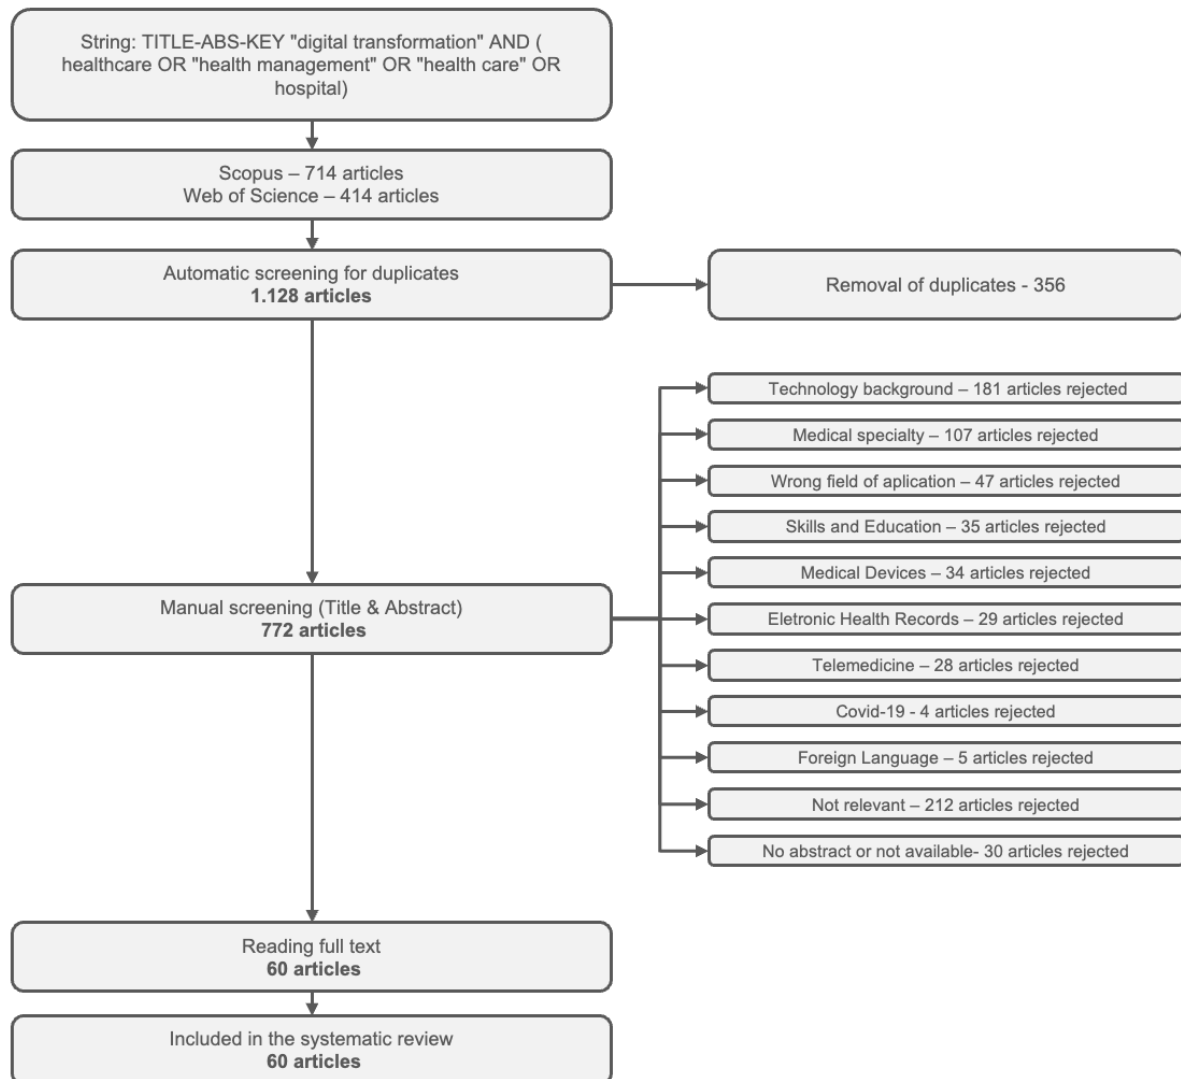 String: TITLE-ABS-KEY "digital transformation" AND (
healthcare OR "health management" OR "health care" OR
hospital)
Scopus – 714 articles
Web of Science – 414 articles
Automatic screening for duplicates
1.128 articles
Removal of duplicates - 356
Technology background – 181 articles rejected
Medical specialty – 107 articles rejected
Wrong field of aplication – 47 articles rejected
Skills and Education – 35 articles rejected
Medical Devices – 34 articles rejected
Eletronic Health Records – 29 articles rejected
Telemedicine – 28 articles rejected
Covid-19 - 4 articles rejected
Foreign Language – 5 articles rejected
Not relevant – 212 articles rejected
No abstract or not available- 30 articles rejected
Manual screening (Title & Abstract)
772 articles
Reading full text
60 articles
Included in the systematic review
60 articles